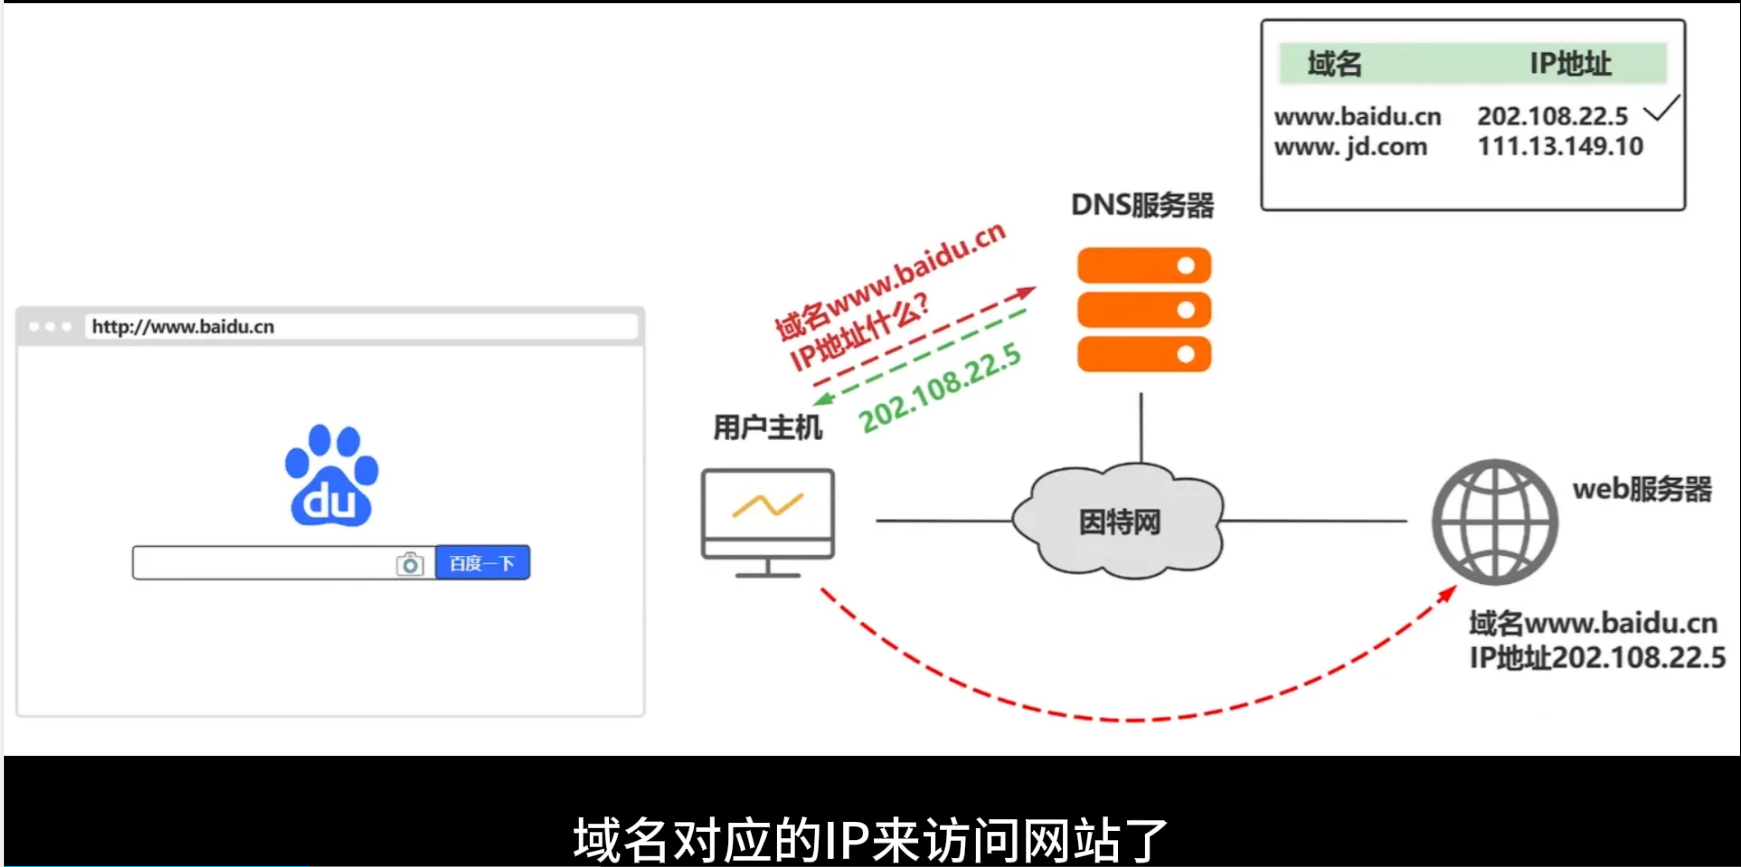 域名 IP地址
www.baidu.cn 202.108.22.5
www. jd.com 111.13.149.10
DNS服务器
域名www.baidu.cn
IP地址什么?
202.108.22.5
http://www.baidu.cn
du
百度一下
用户主机
因特网
web服务器
域名www.baidu.cn
IP地址202.108.22.5
域名对应的IP来访问网站了